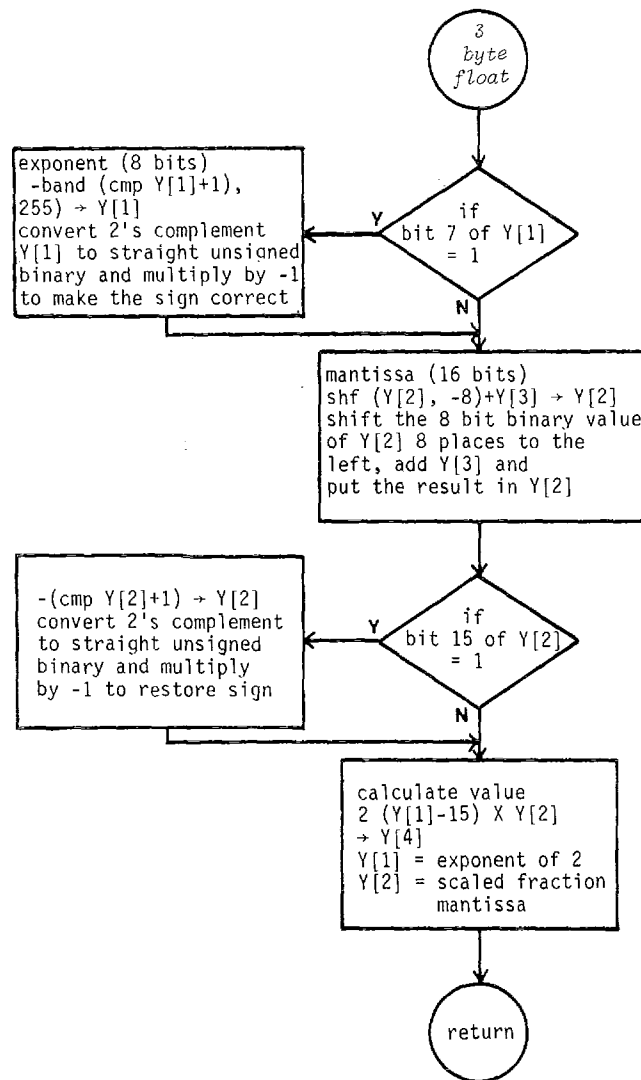 3
byte
float
exponent (8 bits)
-band (cmp Y[1]+1),
255) → Y[1]
convert 2's complement
Y[1] to straight unsigned
binary and multiply by -1
to make the sign correct
Y
if
bit 7 of Y[1]
= 1
N
mantissa (16 bits)
shf (Y[2], -8)+Y[3] → Y[2]
shift the 8 bit binary value
of Y[2] 8 places to the
left, add Y[3] and
put the result in Y[2]
-(cmp Y[2]+1) → Y[2]
convert 2's complement
to straight unsigned
binary and multiply
by -1 to restore sign
Y
if
bit 15 of Y[2]
= 1
N
calculate value
2 (Y[1]-15) X Y[2]
→ Y[4]
Y[1] = exponent of 2
Y[2] = scaled fraction
mantissa
return